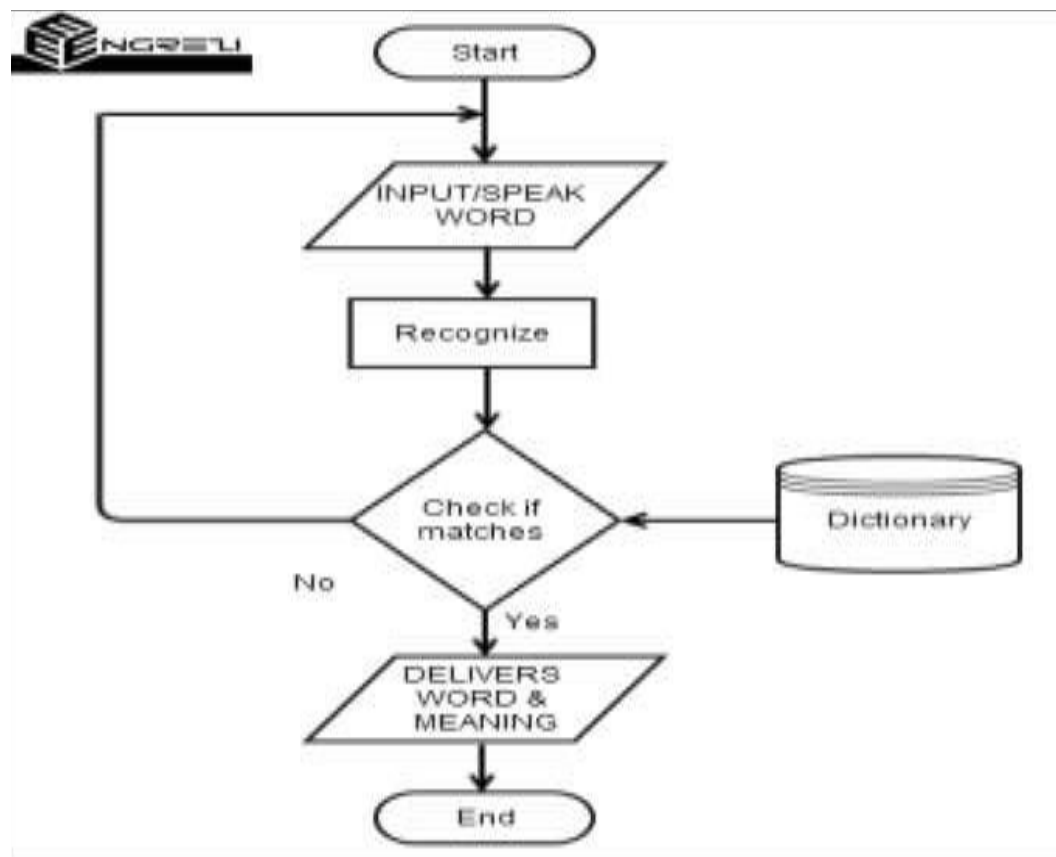 Start
INPUT/SPEAK
WORD
Recognize
Check if
matches
Dictionary
No
Yes
DELIVERS
WORD &
MEANING
End